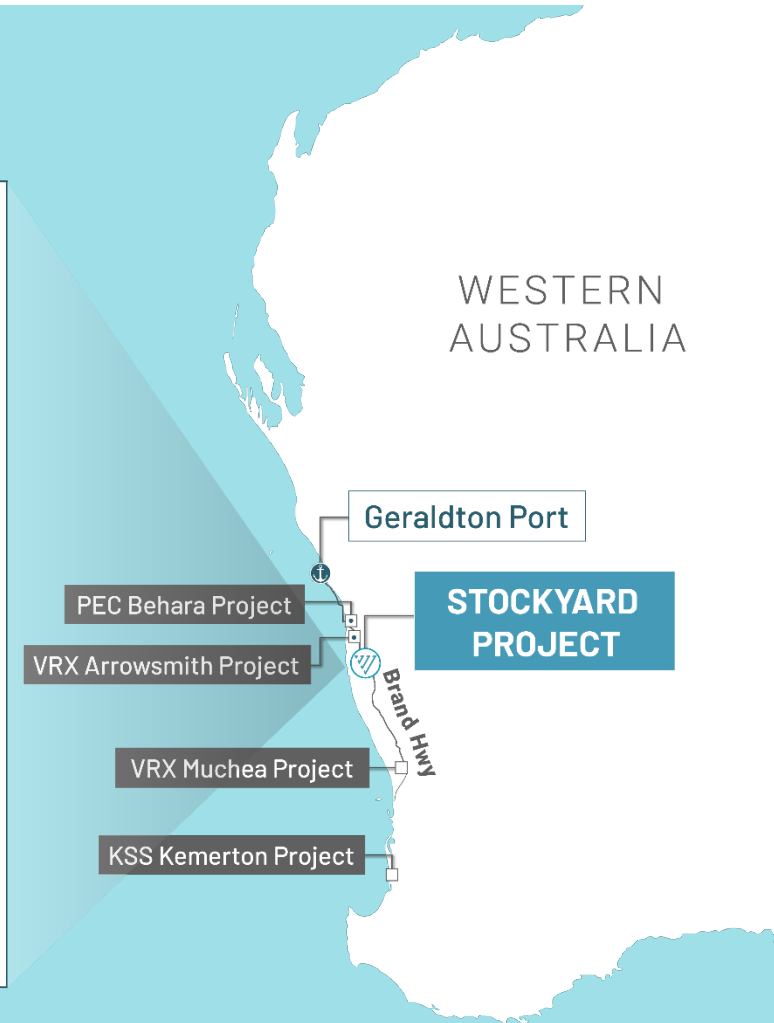 WESTERN
AUSTRALIA
Geraldton Port
PEC Behara Project
STOCKYARD
PROJECT
VRX Arrowsmith Project
Brand Hwy
VRX Muchea Project
KSS Kemerton Project